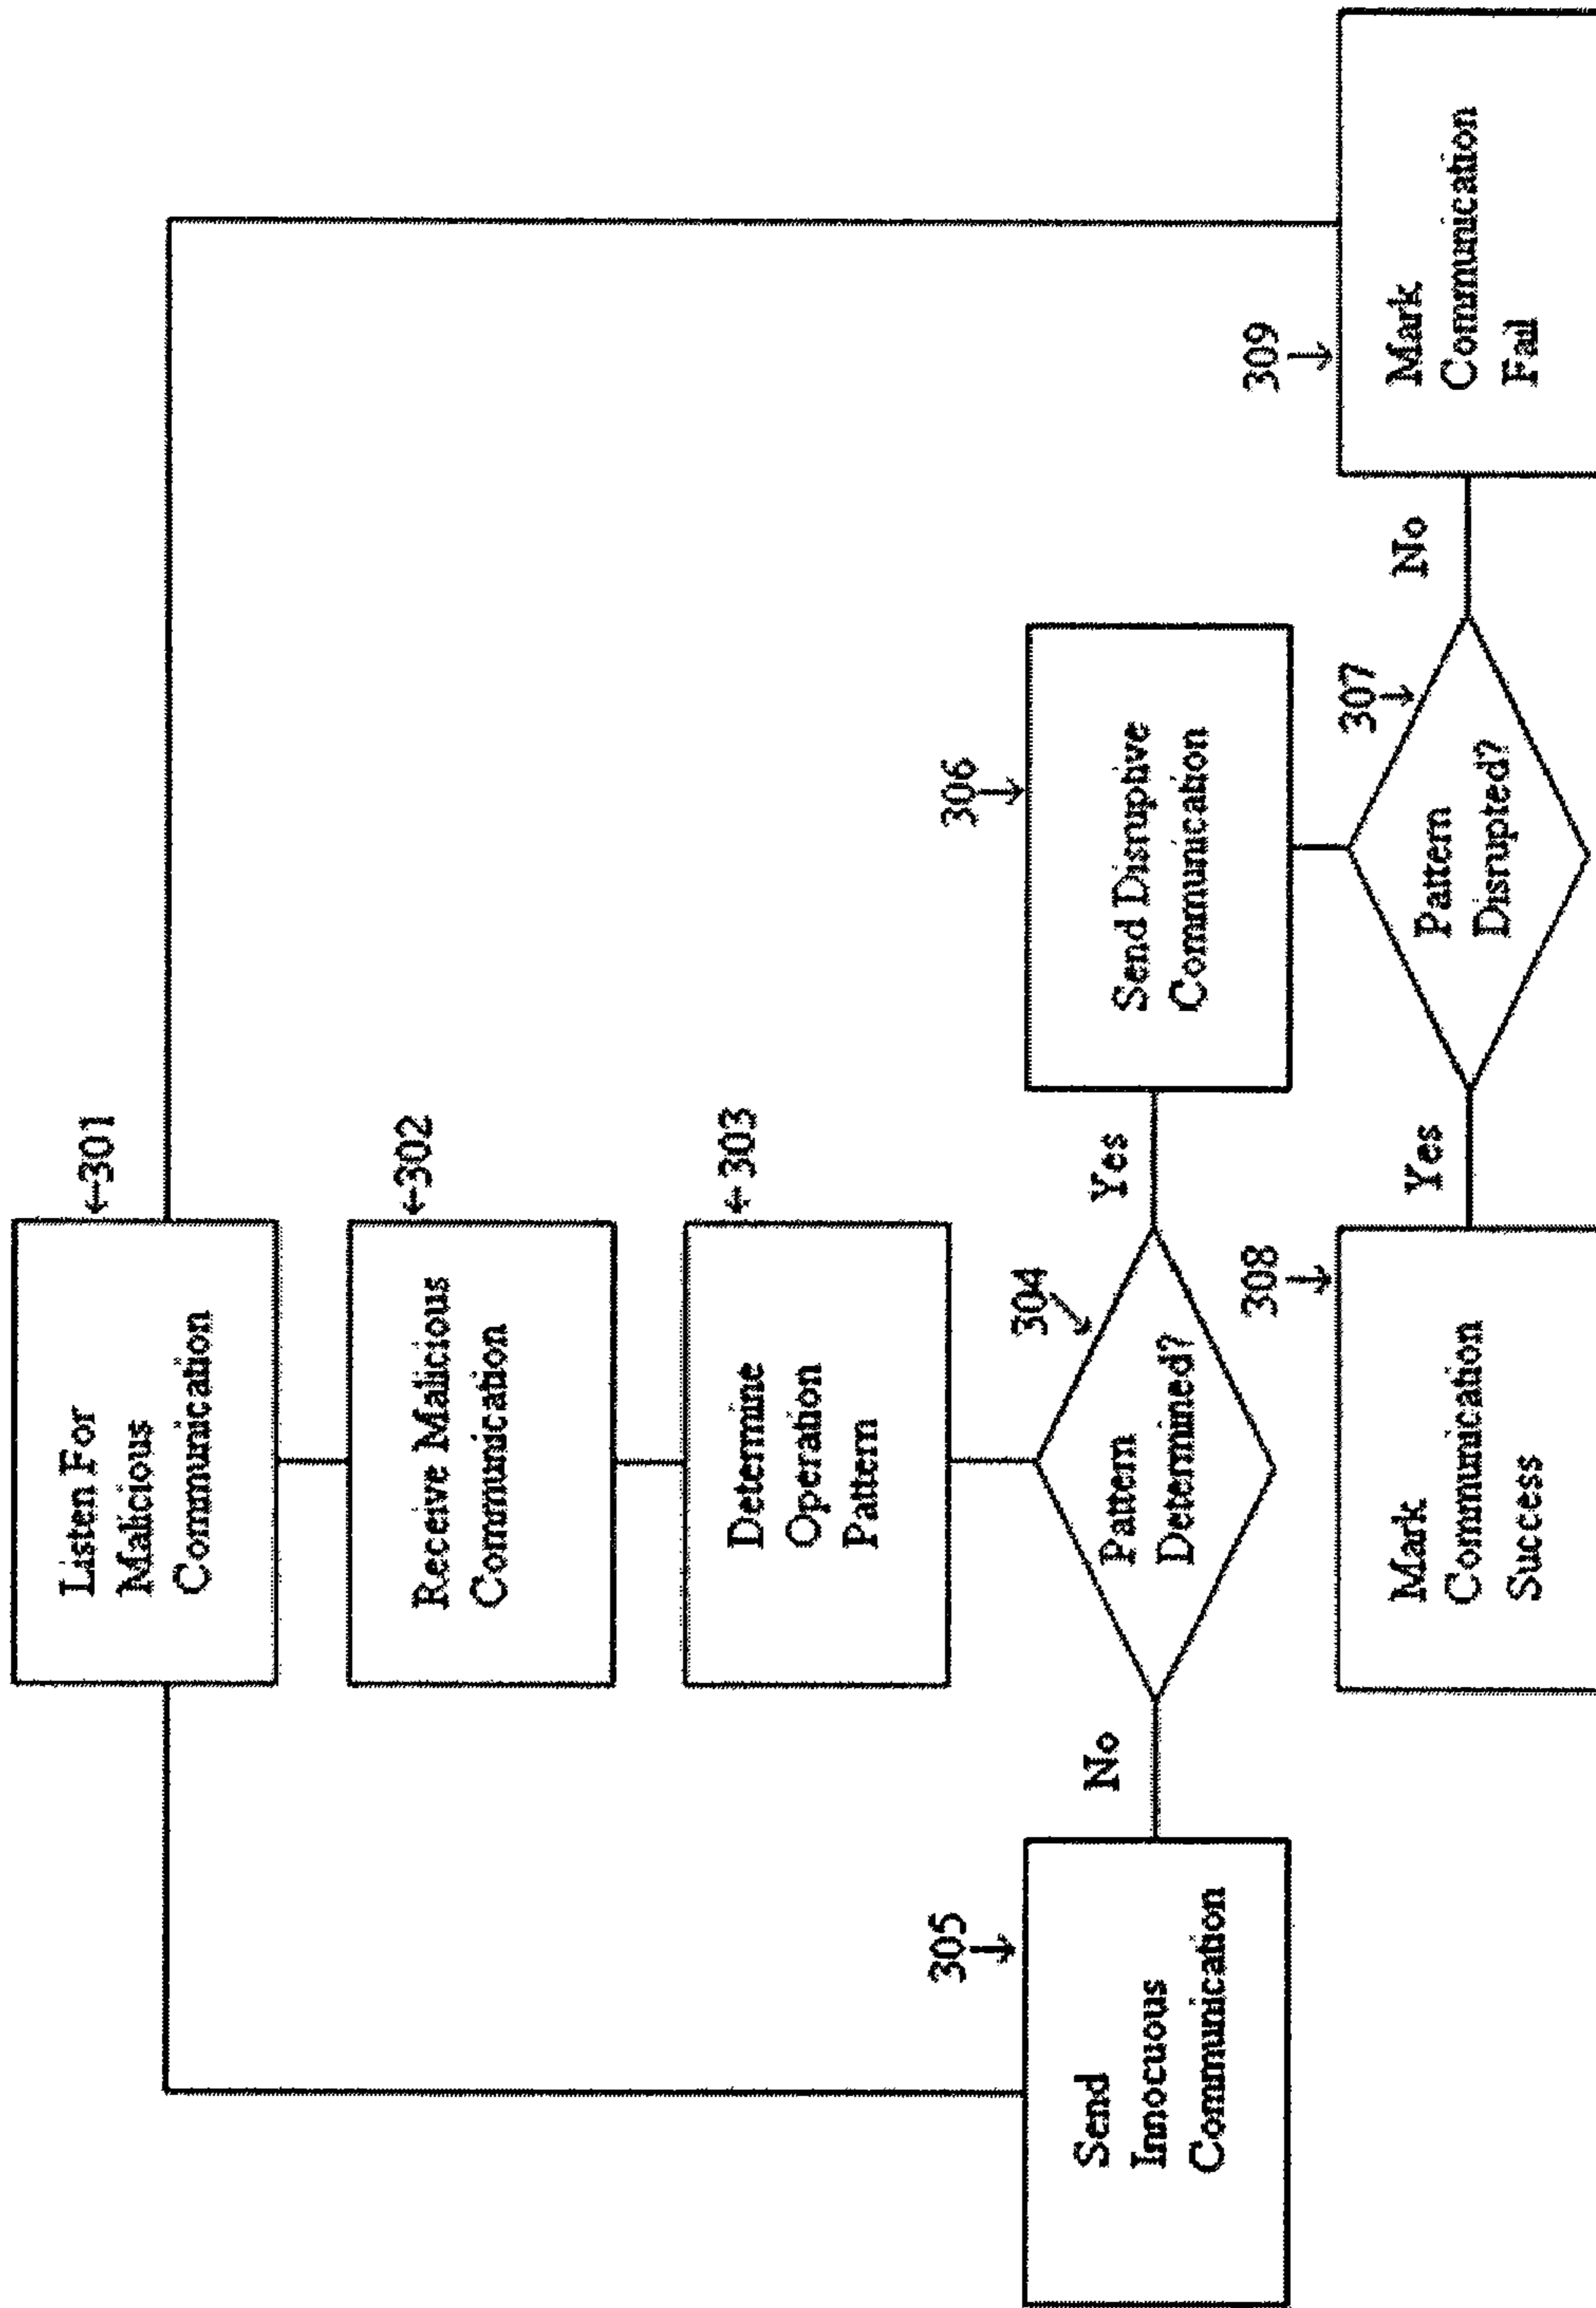 Listen For
Malicious
Communication
←301
Receive Malicious
Communication
←302
Determine
Operation
Pattern
←303
304
Pattern
Determined?
No
Yes
305
Send
Innocuous
Communication
306
Send Disruptive
Communication
307
Pattern
Disrupted?
Yes
No
308
Mark
Communication
Success
309
Mark
Communication
Fail